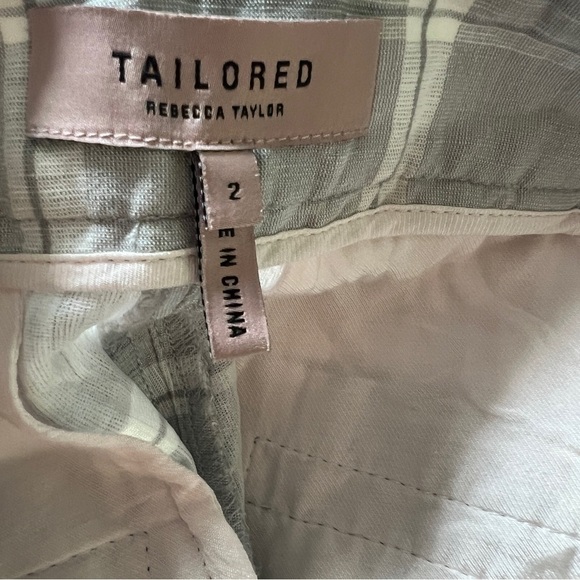 TAILORED
REBECCA TAYLOR
2
E IN CHINA